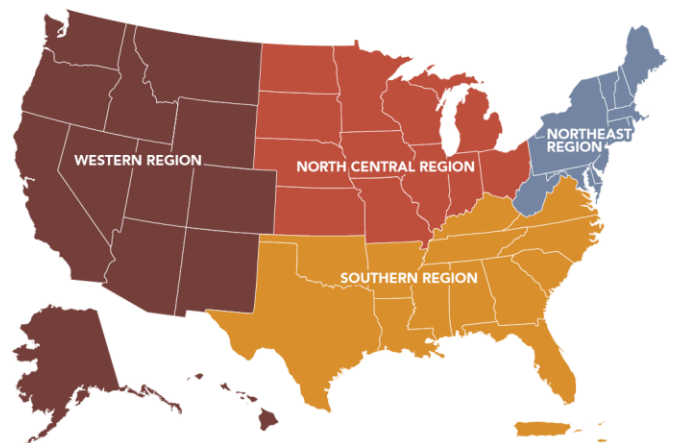 NORTHEAST
REGION
WESTERN REGION
NORTH CENTRAL REGION
SOUTHERN REGION